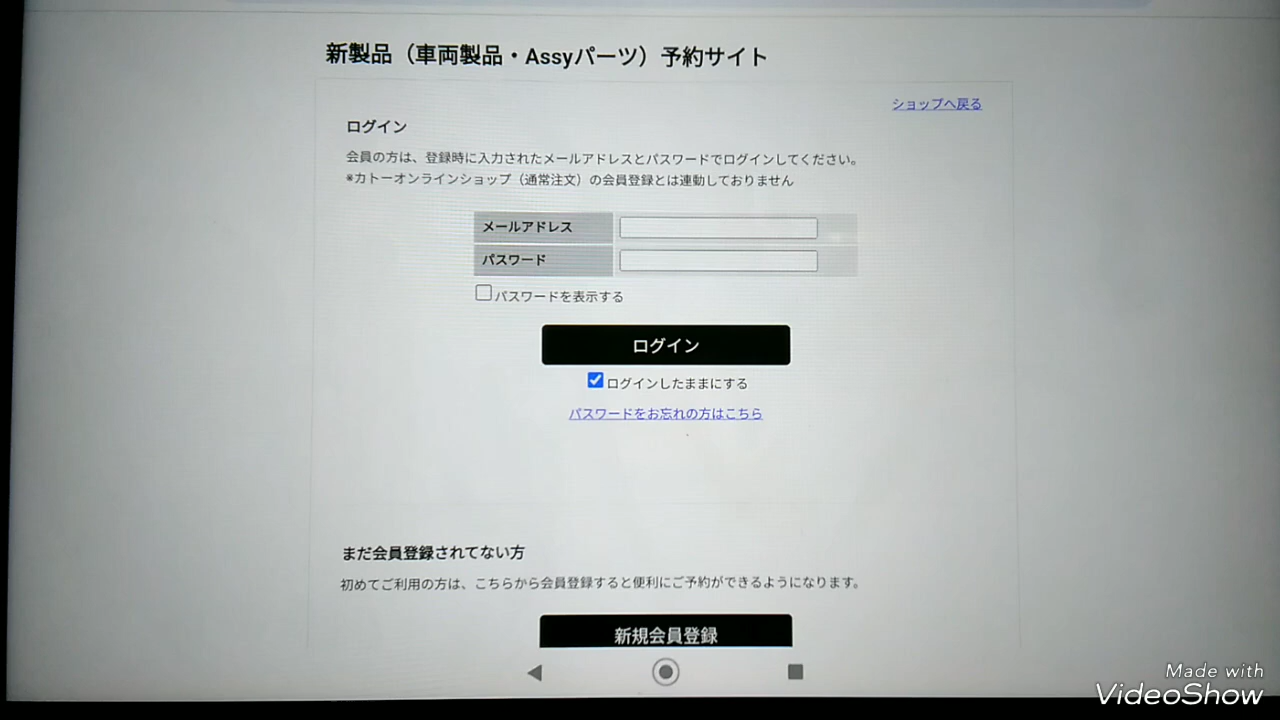 新製品（車両製品・Assyパーツ）予約サイト
ショップへ戻る
ログイン
会員の方は、登録時に入力されたメールアドレスとパスワードでログインしてください。
※カトーオンラインショップ（通常注文）の会員登録とは連動しておりません
メールアドレス
パスワード
パスワードを表示する
ログイン
ログインしたままにする
パスワードをお忘れの方はこちら
まだ会員登録されてない方
初めてご利用の方は、こちらから会員登録すると便利にご予約ができるようになります。
新規会員登録
Made with
VideoShow